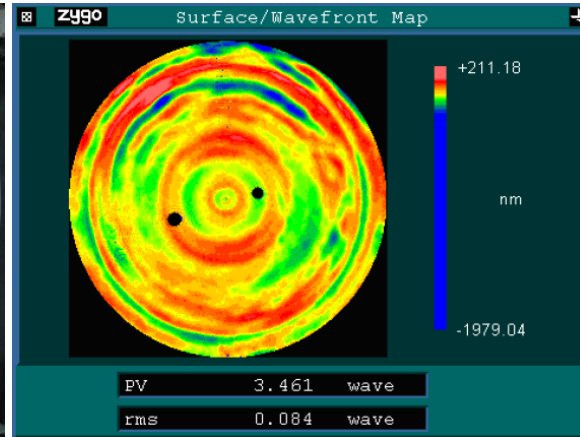 zygo Surface/Wavefront Map
+211.18
nm
-1979.04
PV 3.461 wave
rms 0.084 wave